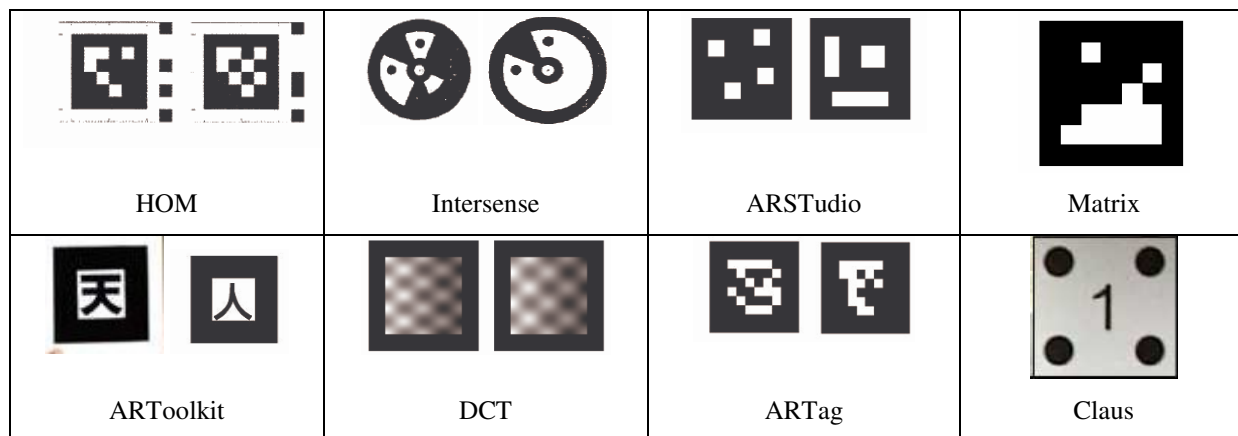 HOM
Intersense
ARSTudio
Matrix
天
人
1
ARToolkit
DCT
ARTag
Claus